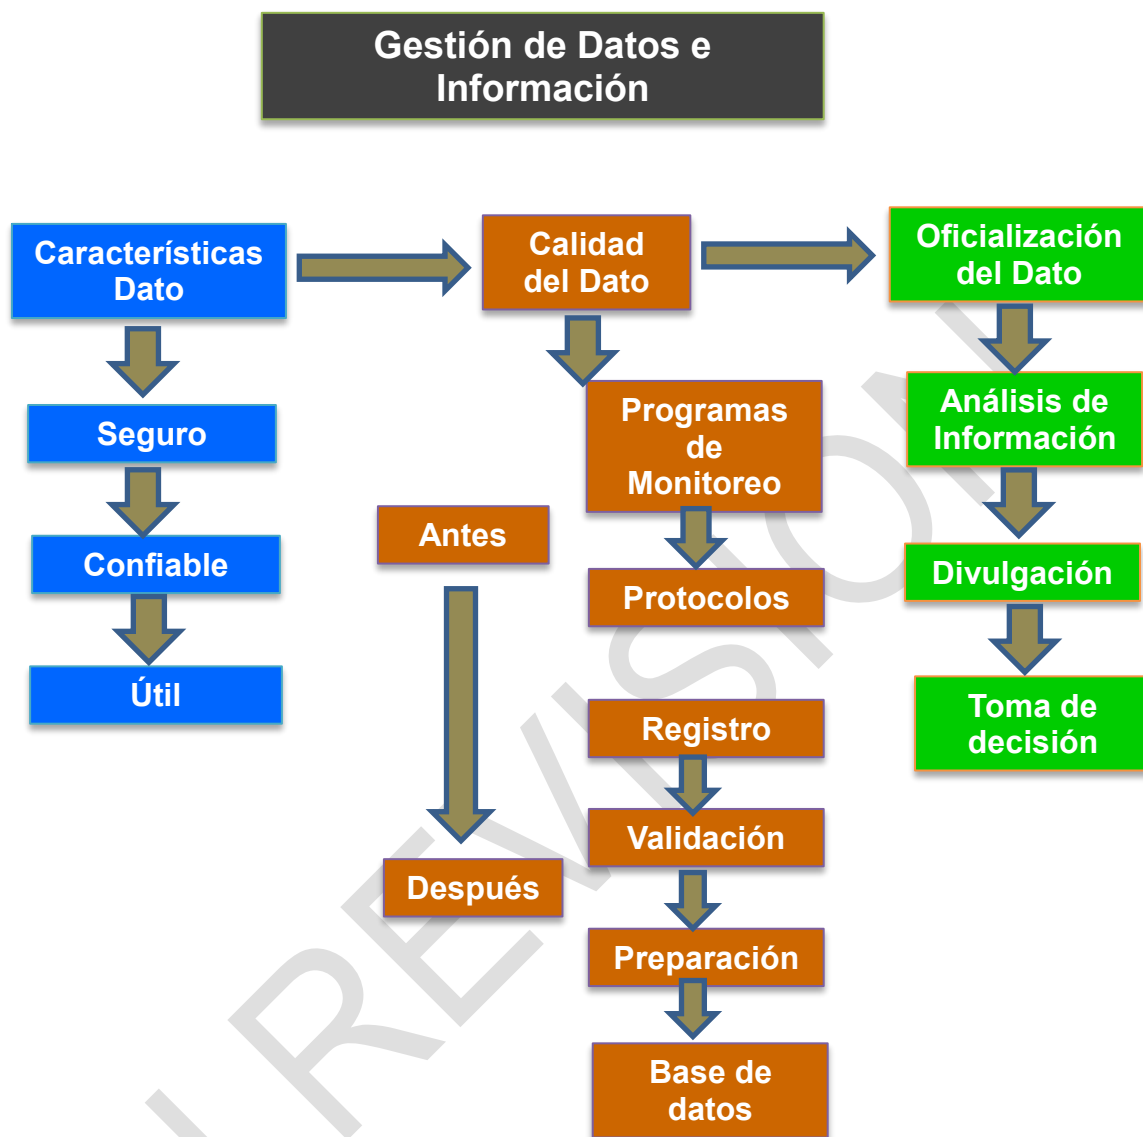 Gestión de Datos e
Información
Características
Dato
Calidad
del Dato
Oficialización
del Dato
Seguro
Confiable
Útil
Antes
Después
Programas
de
Monitoreo
Protocolos
Registro
Validación
Preparación
Base de
datos
Análisis de
Información
Divulgación
Toma de
decisión
REVISION